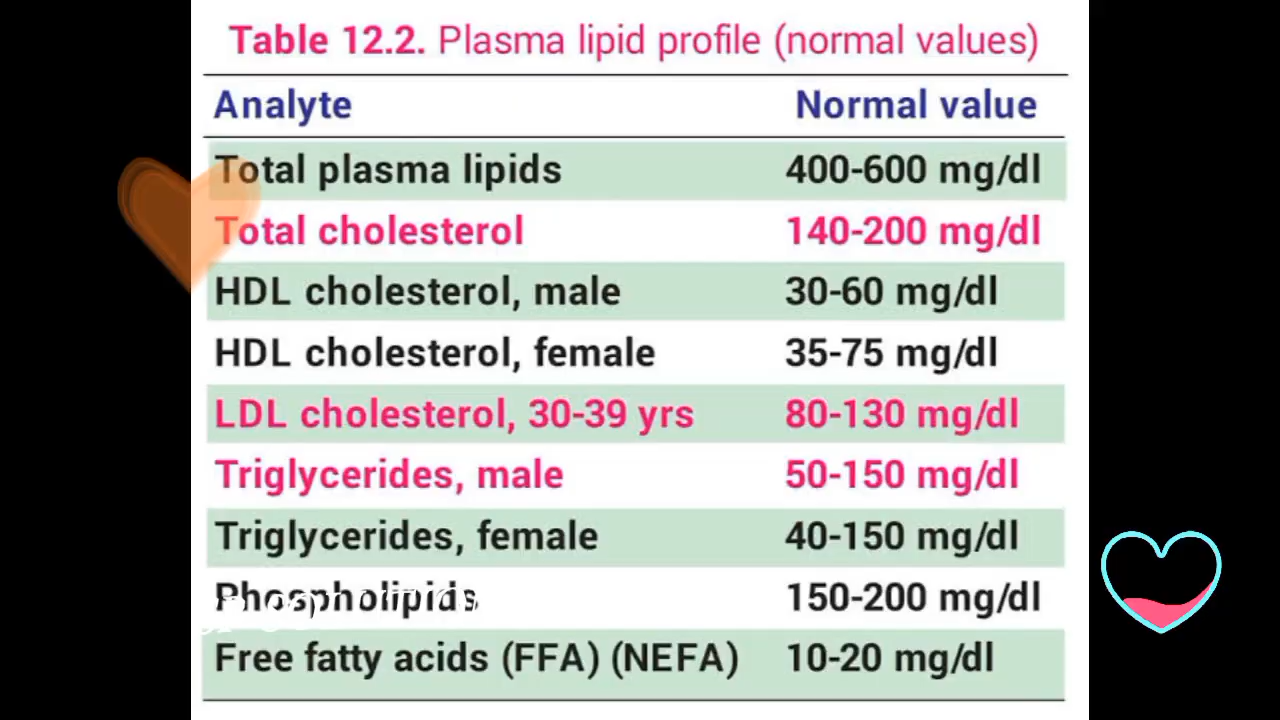 Table 12.2. Plasma lipid profile (normal values)
Analyte Normal value
Total plasma lipids 400-600 mg/dl
Total cholesterol 140-200 mg/dl
HDL cholesterol, male 30-60 mg/dl
HDL cholesterol, female 35-75 mg/dl
LDL cholesterol, 30-39 yrs 80-130 mg/dl
Triglycerides, male 50-150 mg/dl
Triglycerides, female 40-150 mg/dl
Phospholipids 150-200 mg/dl
Free fatty acids (FFA) (NEFA) 10-20 mg/dl